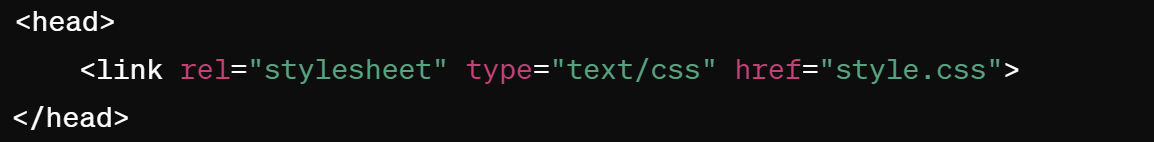 <head>
    <link rel="stylesheet" type="text/css" href="style.css">
</head>